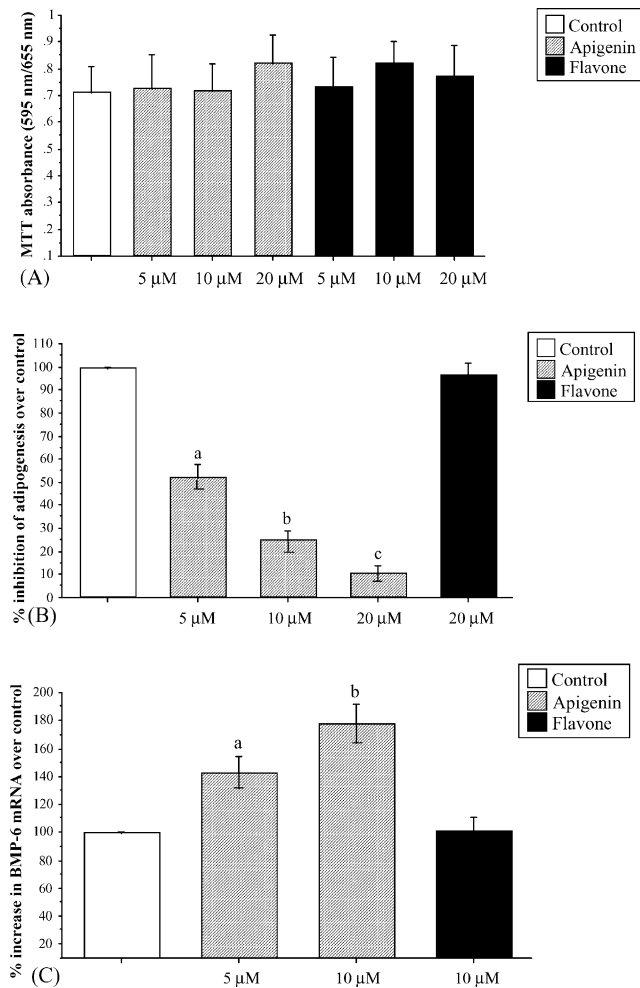 MTT absorbance (595 nm/655 nm)
1
.9
.8
.7
.6
.5
.4
.3
.2
.1
Control
Apigenin
Flavone
(A)
5 µM 10 µM 20 µM 5 µM 10 µM 20 µM
% inhibition of adipogenesis over control
110
100
90
80
70
60
50
40
30
20
10
0
a
b
c
Control
Apigenin
Flavone
(B)
5 µM 10 µM 20 µM 20 µM
% increase in BMP-6 mRNA over control
200
180
160
140
120
100
80
60
40
20
a
b
Control
Apigenin
Flavone
(C)
5 µM 10 µM 10 µM